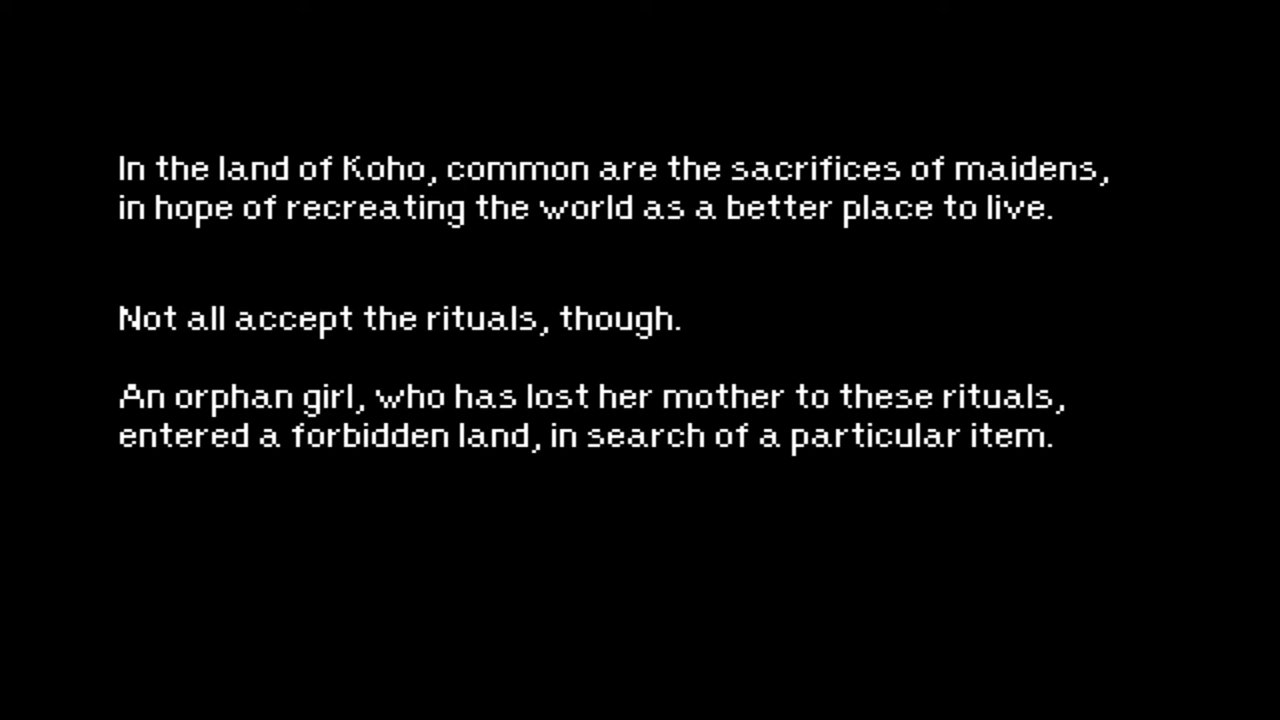 In the land of Koho, common are the sacrifices of maidens,
in hope of recreating the world as a better place to live.
Not all accept the rituals, though.
An orphan girl, who has lost her mother to these rituals,
entered a forbidden land, in search of a particular item.